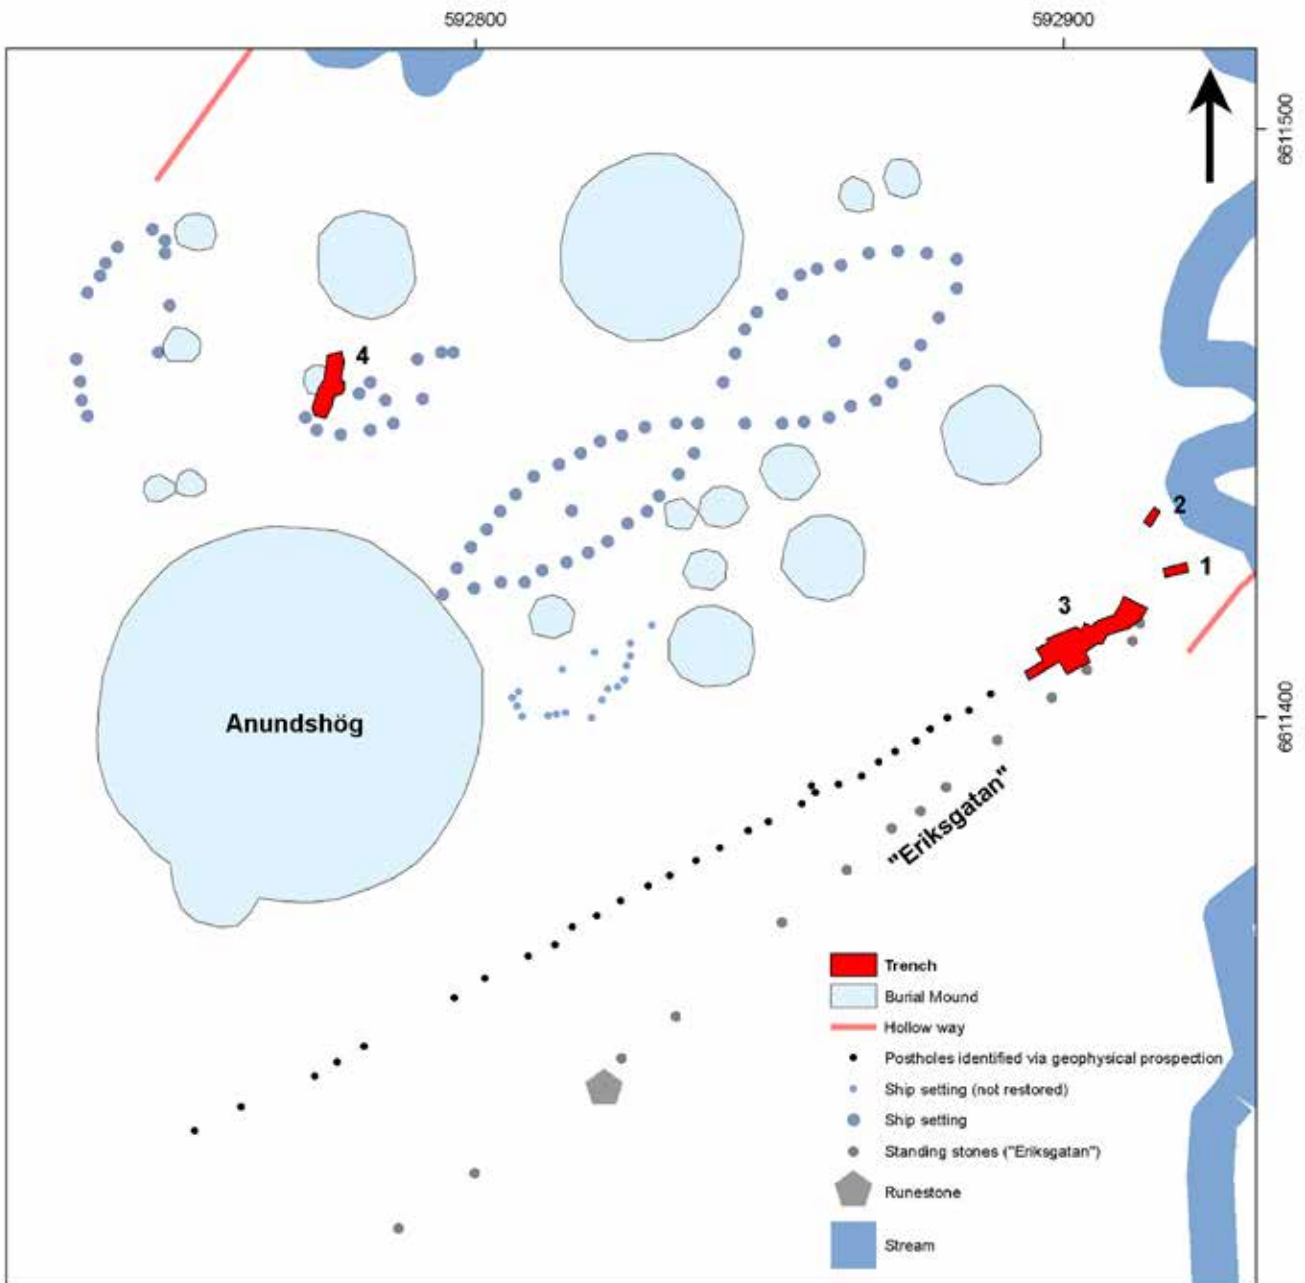 592800
592900
6611500
4
2
1
3
Anundshög
6611400
"Eriksgatan"
Trench
Burial Mound
Hollow way
Postholes identified via geophysical prospection
Ship setting (not restored)
Ship setting
Standing stones ("Eriksgatan")
Runestone
Stream